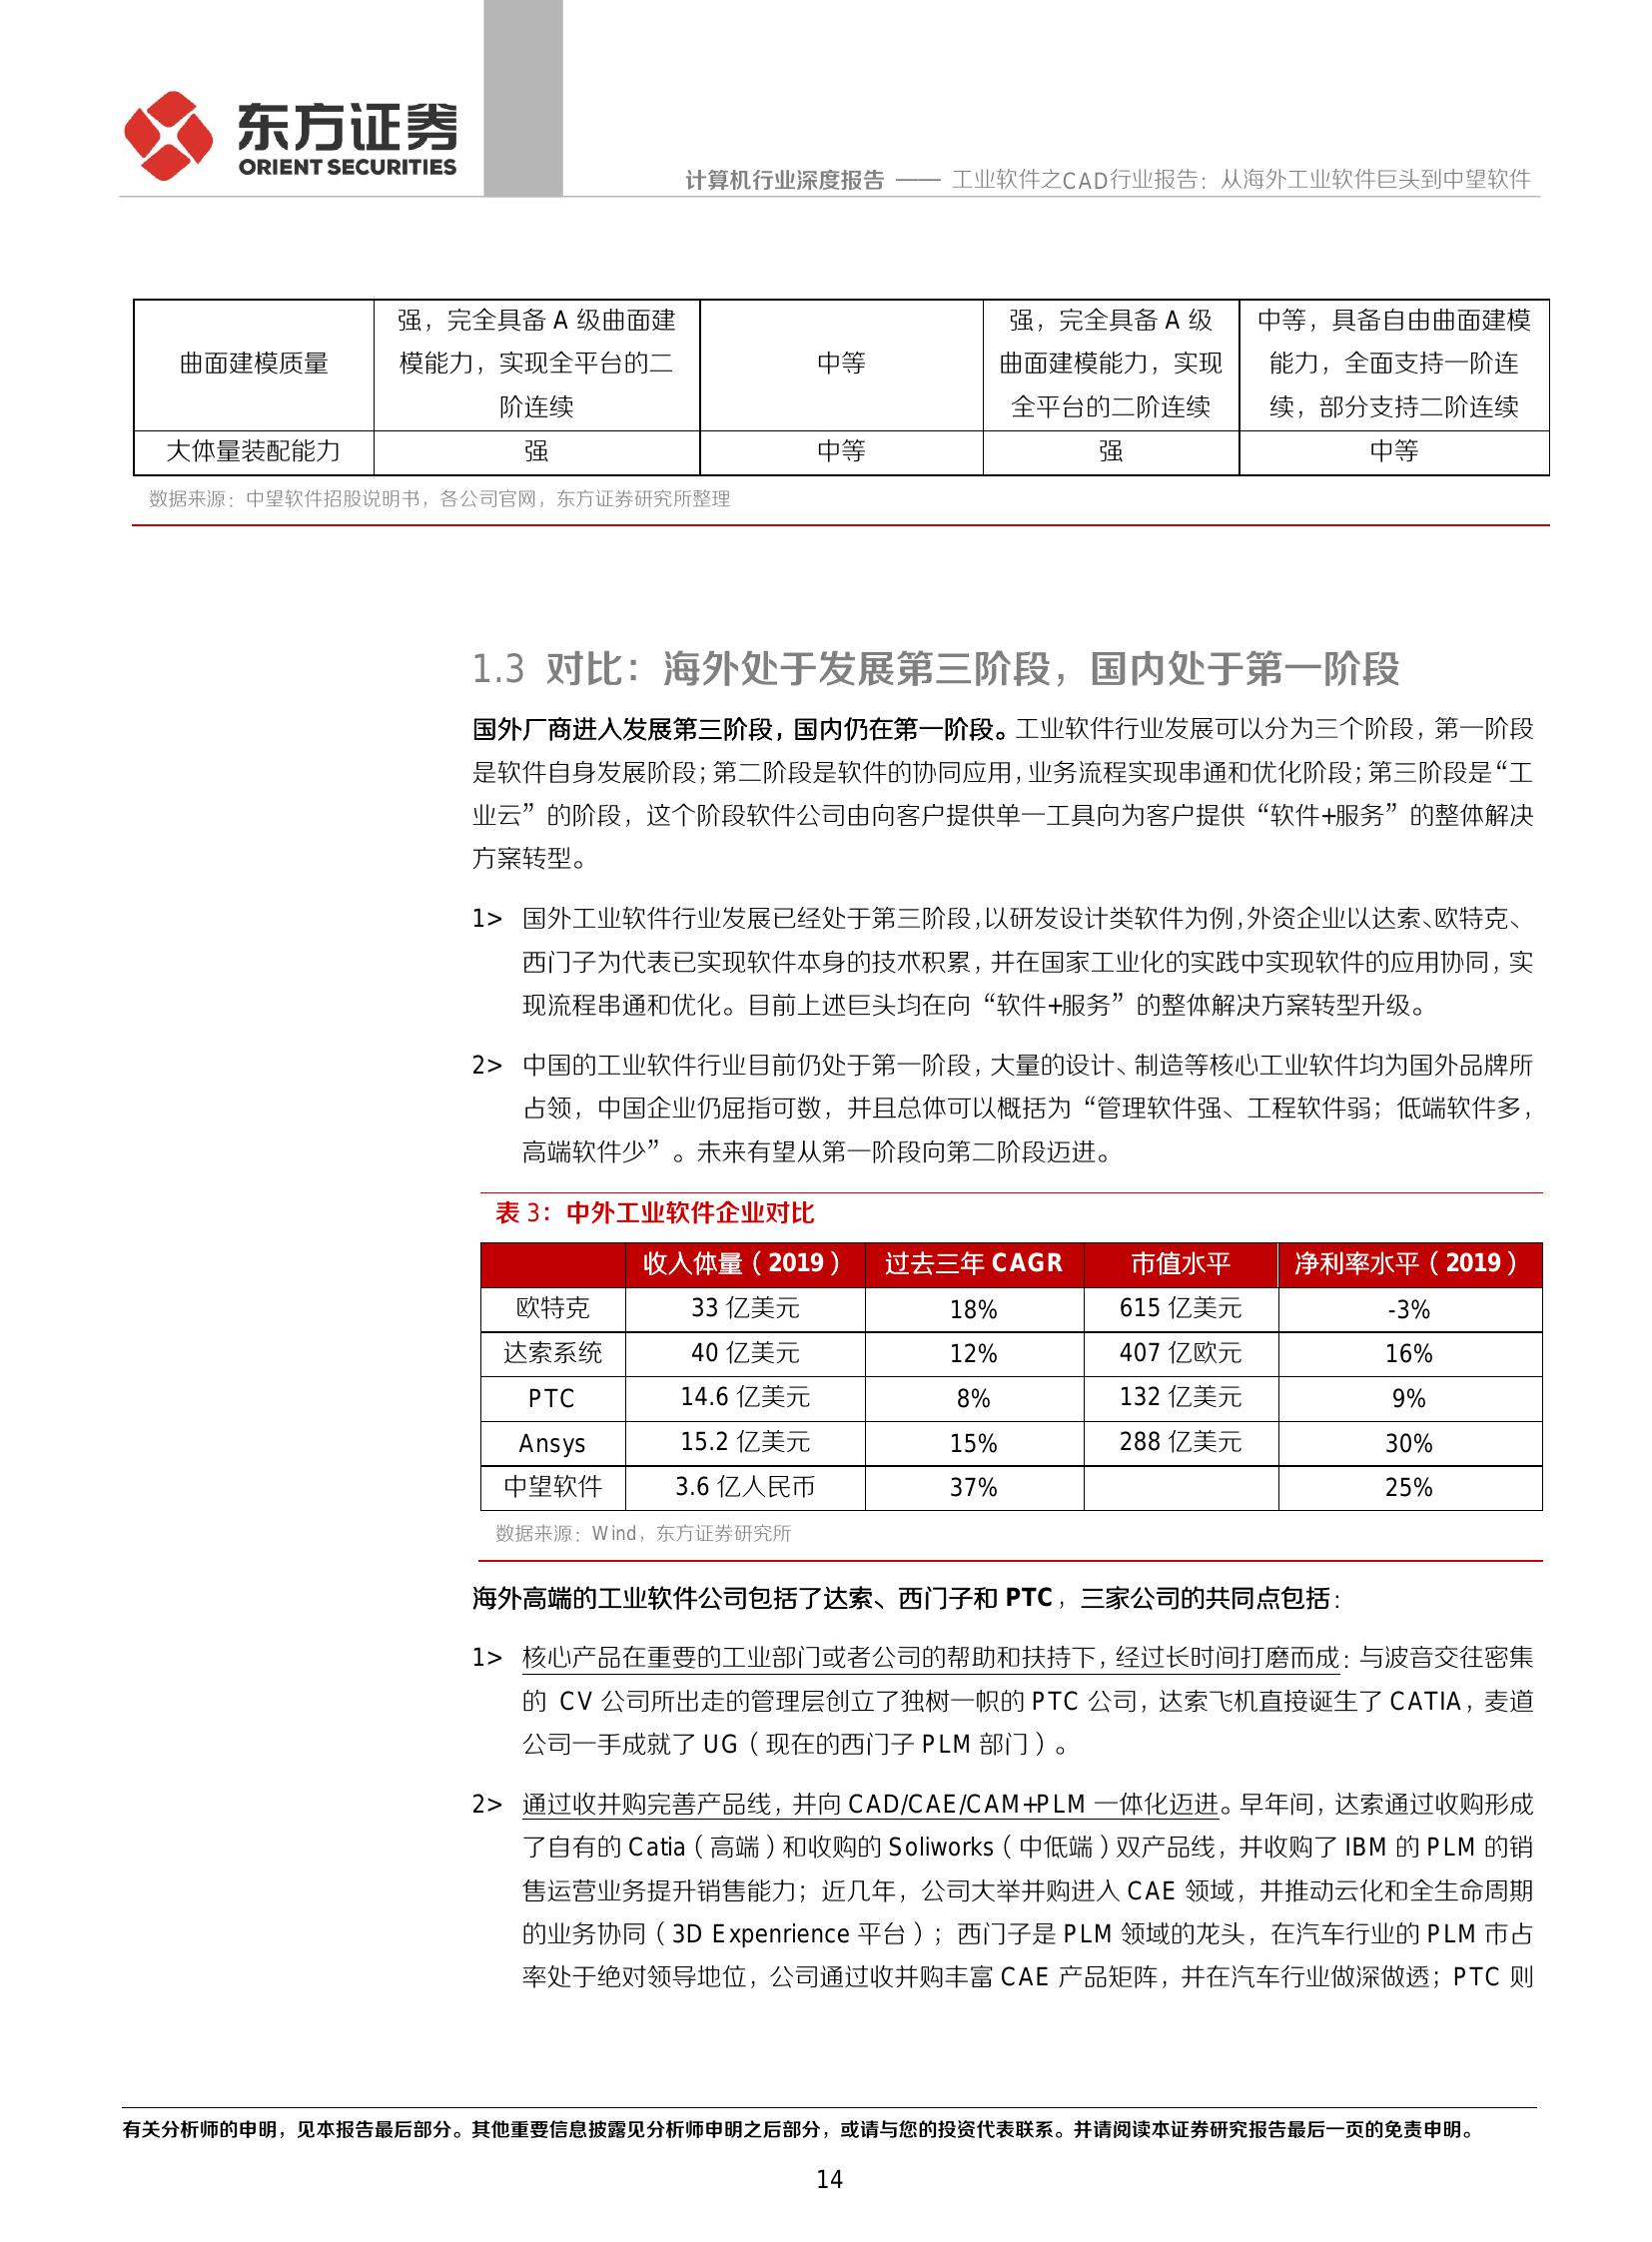 东方证券
ORIENT SECURITIES
计算机行业深度报告 —— 工业软件之CAD行业报告：从海外工业软件巨头到中望软件
曲面建模质量 强，完全具备 A 级曲面建模能力，实现全平台的二阶连续 中等 强，完全具备 A 级曲面建模能力，实现全平台的二阶连续 中等，具备自由曲面建模能力，全面支持一阶连续，部分支持二阶连续
大体量装配能力 强 中等 强 中等
数据来源：中望软件招股说明书，各公司官网，东方证券研究所整理
1.3 对比：海外处于发展第三阶段，国内处于第一阶段
国外厂商进入发展第三阶段，国内仍在第一阶段。工业软件行业发展可以分为三个阶段，第一阶段
是软件自身发展阶段；第二阶段是软件的协同应用，业务流程实现串通和优化阶段；第三阶段是“工
业云”的阶段，这个阶段软件公司由向客户提供单一工具向为客户提供“软件+服务”的整体解决
方案转型。
1> 国外工业软件行业发展已经处于第三阶段，以研发设计类软件为例，外资企业以达索、欧特克、
西门子为代表已实现软件本身的技术积累，并在国家工业化的实践中实现软件的应用协同，实
现流程串通和优化。目前上述巨头均在向“软件+服务”的整体解决方案转型升级。
2> 中国的工业软件行业目前仍处于第一阶段，大量的设计、制造等核心工业软件均为国外品牌所
占领，中国企业仍屈指可数，并且总体可以概括为“管理软件强、工程软件弱；低端软件多，
高端软件少”。未来有望从第一阶段向第二阶段迈进。
表 3：中外工业软件企业对比
收入体量（2019） 过去三年 CAGR 市值水平 净利率水平（2019）
欧特克 33 亿美元 18% 615 亿美元 -3%
达索系统 40 亿美元 12% 407 亿欧元 16%
PTC 14.6 亿美元 8% 132 亿美元 9%
Ansys 15.2 亿美元 15% 288 亿美元 30%
中望软件 3.6 亿人民币 37% 25%
数据来源：Wind，东方证券研究所
海外高端的工业软件公司包括了达索、西门子和 PTC，三家公司的共同点包括：
1> 核心产品在重要的工业部门或者公司的帮助和扶持下，经过长时间打磨而成：与波音交往密集
的 CV 公司所出走的管理层创立了独树一帜的 PTC 公司，达索飞机直接诞生了 CATIA，麦道
公司一手成就了 UG（现在的西门子 PLM 部门）。
2> 通过收并购完善产品线，并向 CAD/CAE/CAM+PLM 一体化迈进。早年间，达索通过收购形成
了自有的 Catia（高端）和收购的 Soliworks（中低端）双产品线，并收购了 IBM 的 PLM 的销
售运营业务提升销售能力；近几年，公司大举并购进入 CAE 领域，并推动云化和全生命周期
的业务协同（3D Expenrience 平台）；西门子是 PLM 领域的龙头，在汽车行业的 PLM 市占
率处于绝对领导地位，公司通过收并购丰富 CAE 产品矩阵，并在汽车行业做深做透；PTC 则
有关分析师的申明，见本报告最后部分。其他重要信息披露见分析师申明之后部分，或请与您的投资代表联系。并请阅读本证券研究报告最后一页的免责申明。
14